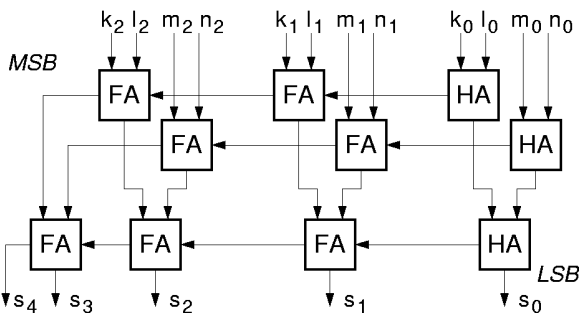 k2 l2 m2 n2 k1 l1 m1 n1 k0 l0 m0 n0
MSB
FA FA HA
FA FA HA
FA FA FA HA
LSB
s4 s3 s2 s1 s0